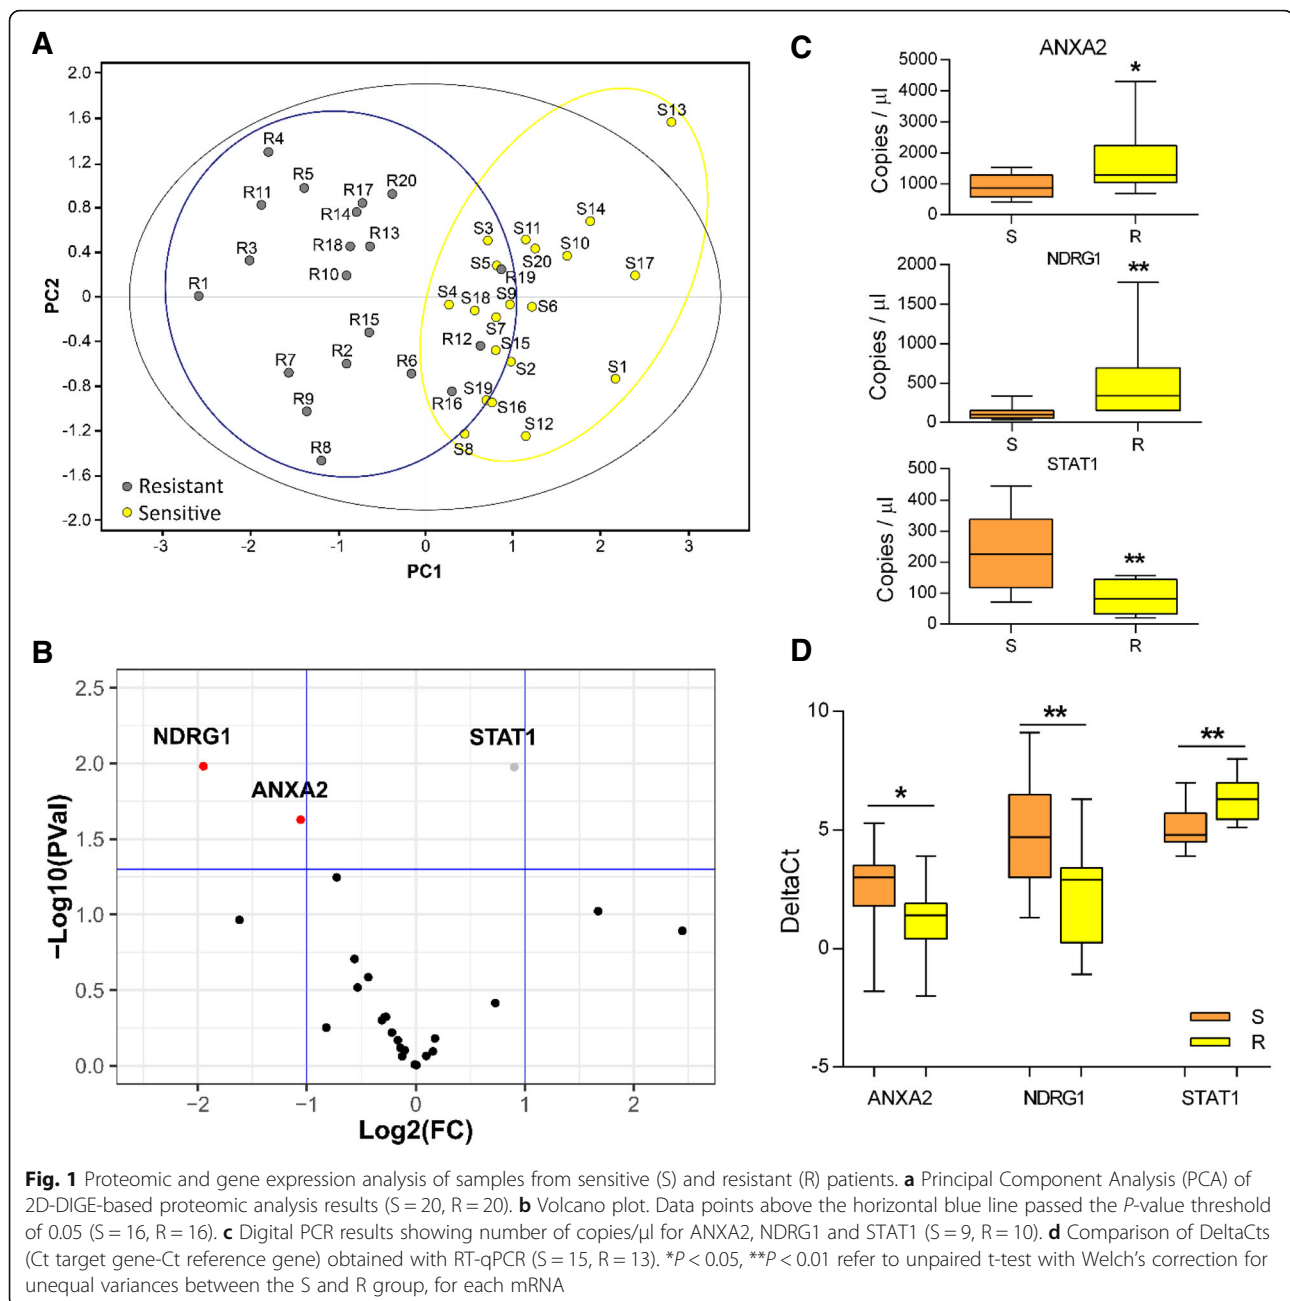 A
2.0
1.6
1.2
0.8
0.4
0
-0.4
-0.8
-1.2
-1.6
-2.0
PC2
-3
-2
-1
0
1
2
3
PC1
R4
R5
R11
R17
R20
R14
R18
R13
R3
R10
R1
R15
R7
R2
R6
R9
R8
R12
R16
R19
S13
S14
S3
S11
S10
S20
S5
S17
S4
S18
S9
S6
S7
S15
S2
S1
S19
S16
S12
S8
Resistant
Sensitive
B
2.5
2.0
1.5
1.0
0.5
0.0
−Log10(PVal)
NDRG1
ANXA2
STAT1
−2
−1
0
1
2
Log2(FC)
C
ANXA2
5000
4000
3000
2000
1000
0
Copies / µl
*
S
R
NDRG1
2000
1500
1000
500
0
Copies / µl
**
S
R
STAT1
500
400
300
200
100
0
Copies / µl
**
S
R
D
10
5
0
-5
DeltaCt
*
**
**
S
R
ANXA2
NDRG1
STAT1
Fig. 1 Proteomic and gene expression analysis of samples from sensitive (S) and resistant (R) patients. a Principal Component Analysis (PCA) of
2D-DIGE-based proteomic analysis results (S = 20, R = 20). b Volcano plot. Data points above the horizontal blue line passed the P-value threshold
of 0.05 (S = 16, R = 16). c Digital PCR results showing number of copies/µl for ANXA2, NDRG1 and STAT1 (S = 9, R = 10). d Comparison of DeltaCts
(Ct target gene-Ct reference gene) obtained with RT-qPCR (S = 15, R = 13). *P < 0.05, **P < 0.01 refer to unpaired t-test with Welch's correction for
unequal variances between the S and R group, for each mRNA